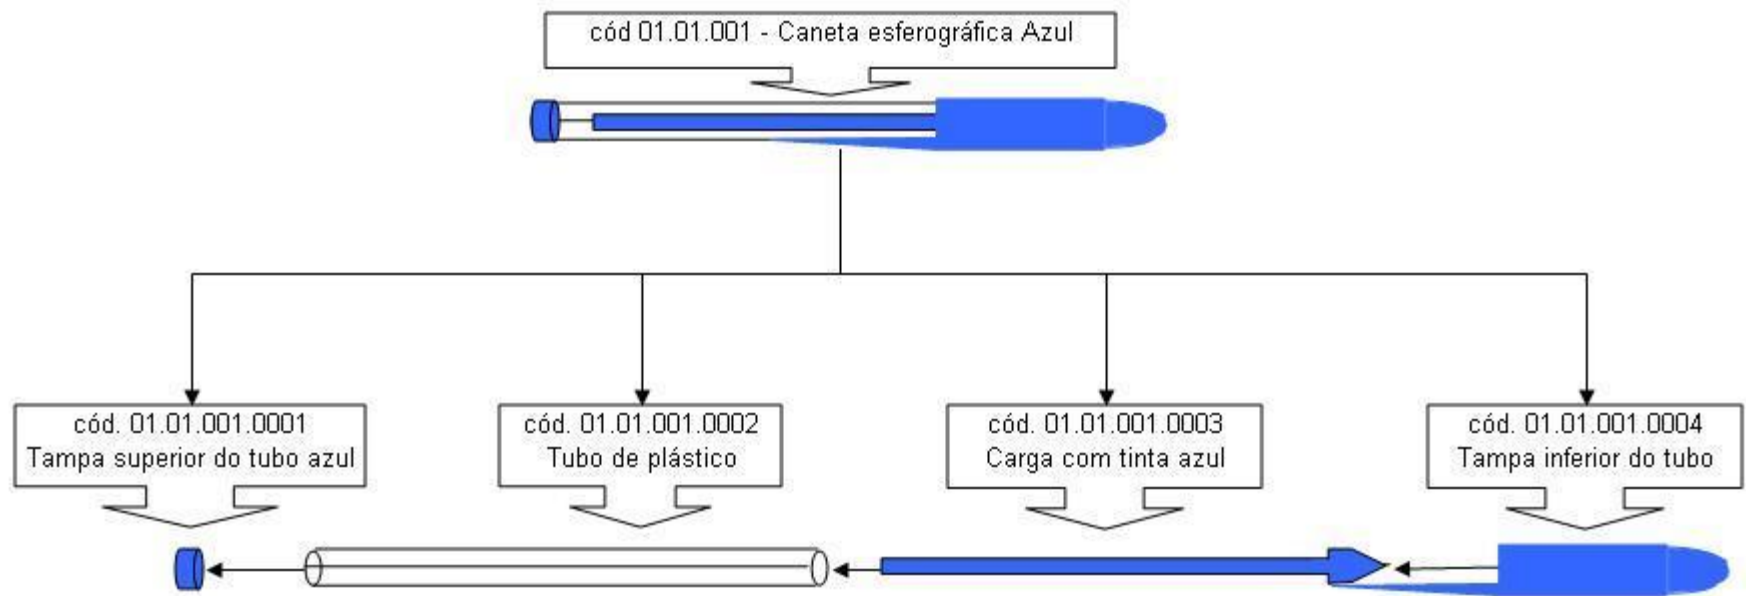 cód 01.01.001 - Caneta esferográfica Azul
cód. 01.01.001.0001
Tampa superior do tubo azul
cód. 01.01.001.0002
Tubo de plástico
cód. 01.01.001.0003
Carga com tinta azul
cód. 01.01.001.0004
Tampa inferior do tubo